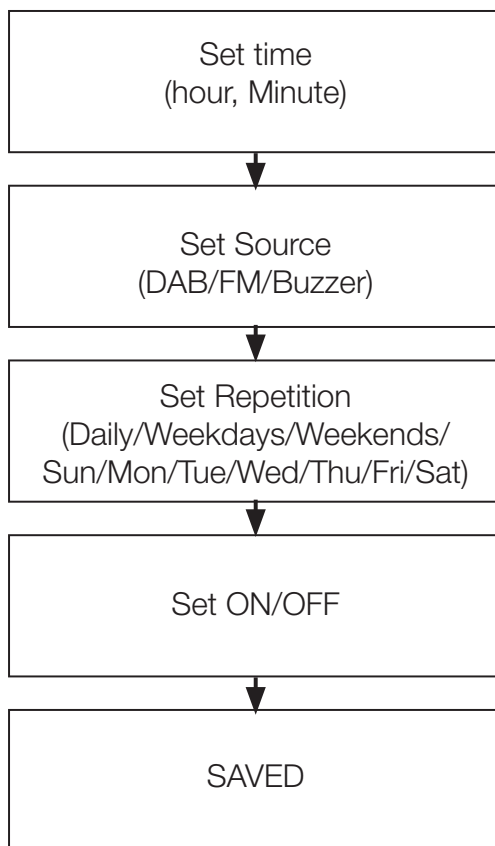 Set time
(hour, Minute)
Set Source
(DAB/FM/Buzzer)
Set Repetition
(Daily/Weekdays/Weekends/
Sun/Mon/Tue/Wed/Thu/Fri/Sat)
Set ON/OFF
SAVED